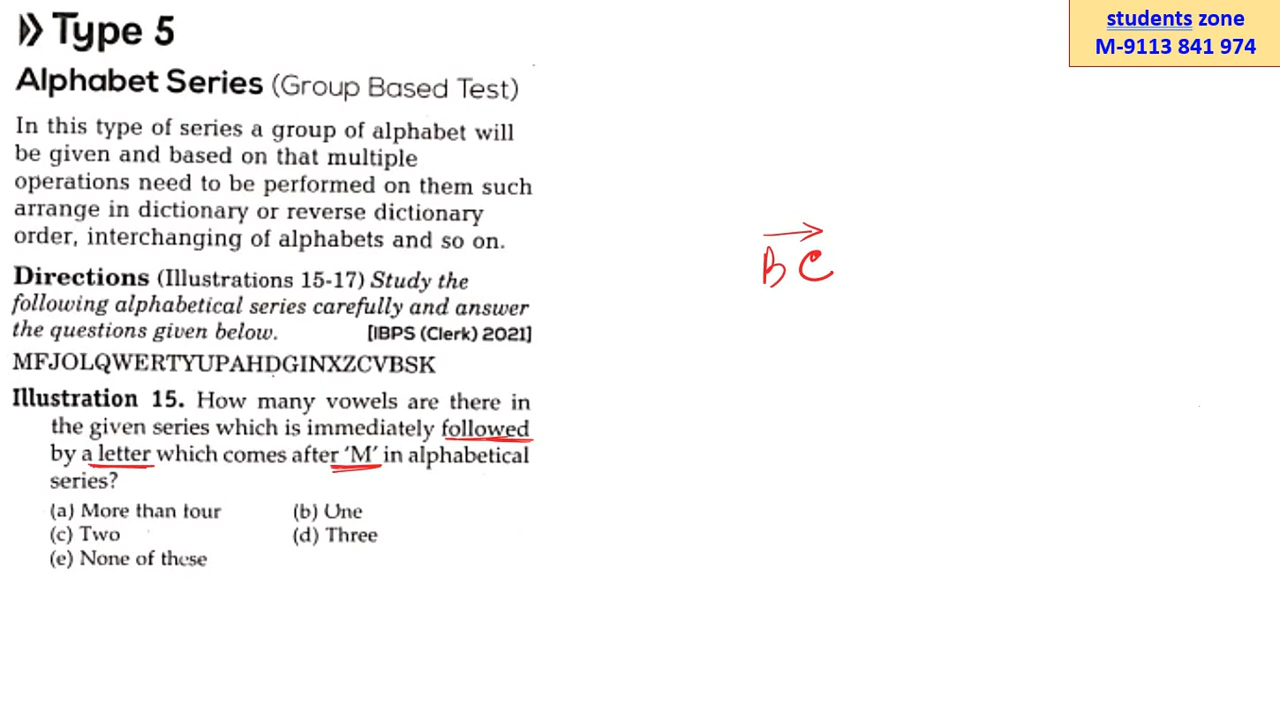 Type 5
students zone
M-9113 841 974
Alphabet Series (Group Based Test)
In this type of series a group of alphabet will
be given and based on that multiple
operations need to be performed on them such
arrange in dictionary or reverse dictionary
order, interchanging of alphabets and so on.
B C
Directions (Illustrations 15-17) Study the
following alphabetical series carefully and answer
the questions given below. [IBPS (Clerk) 2021]
MFJOLQWERTYUPAHDGINXZCVBSK
Illustration 15. How many vowels are there in
the given series which is immediately followed
by a letter which comes after 'M' in alphabetical
series?
(a) More than four (b) One
(c) Two (d) Three
(e) None of these